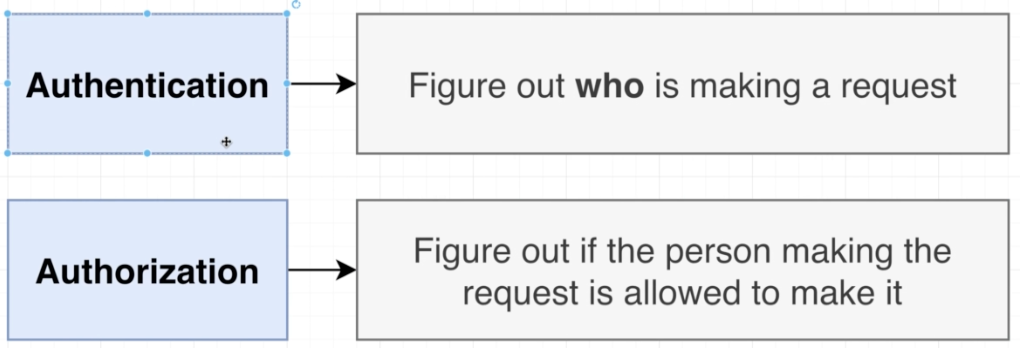 Authentication
Figure out who is making a request
Authorization
Figure out if the person making the
request is allowed to make it